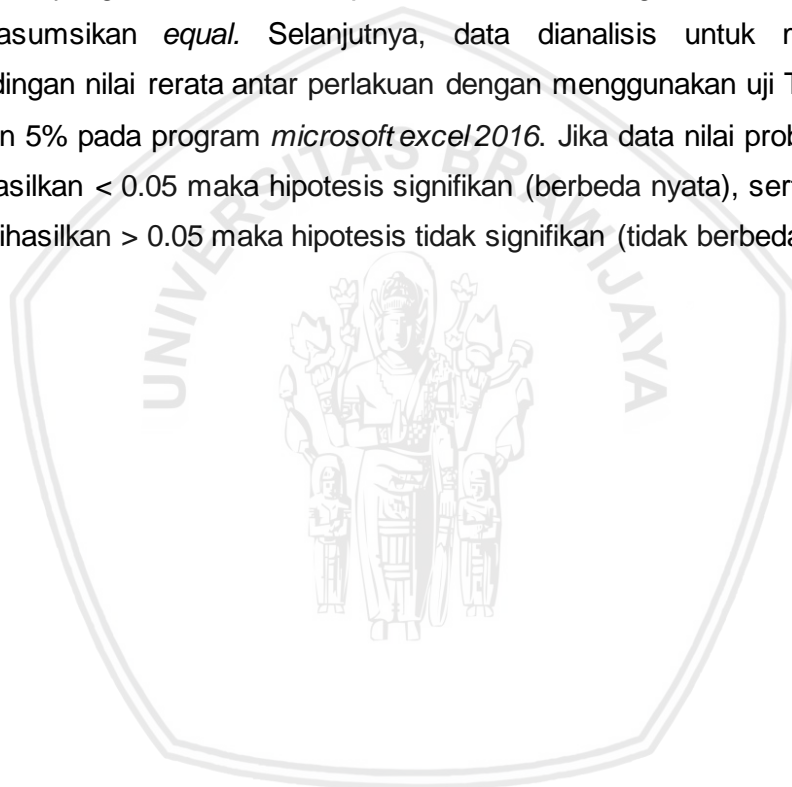 asumsikan equal. Selanjutnya, data dianalisis untuk
dingan nilai rerata antar perlakuan dengan menggunakan uji T
n 5% pada program microsoft excel 2016. Jika data nilai prob
asilkan < 0.05 maka hipotesis signifikan (berbeda nyata), ser
ihasilkan > 0.05 maka hipotesis tidak signifikan (tidak berbeda
UNIVERSITAS BRAWIJAYA